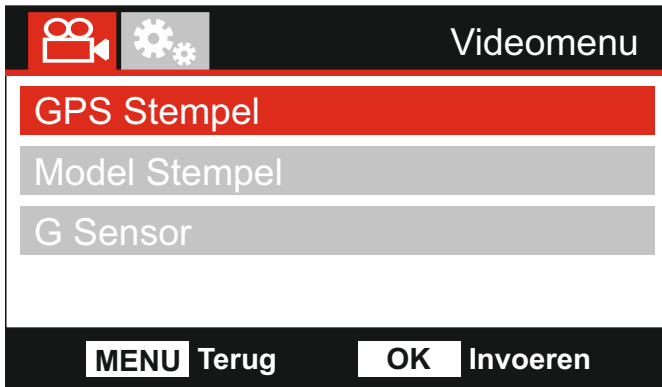 Videomenu
GPS Stempel
Model Stempel
G Sensor
MENU Terug OK Invoeren